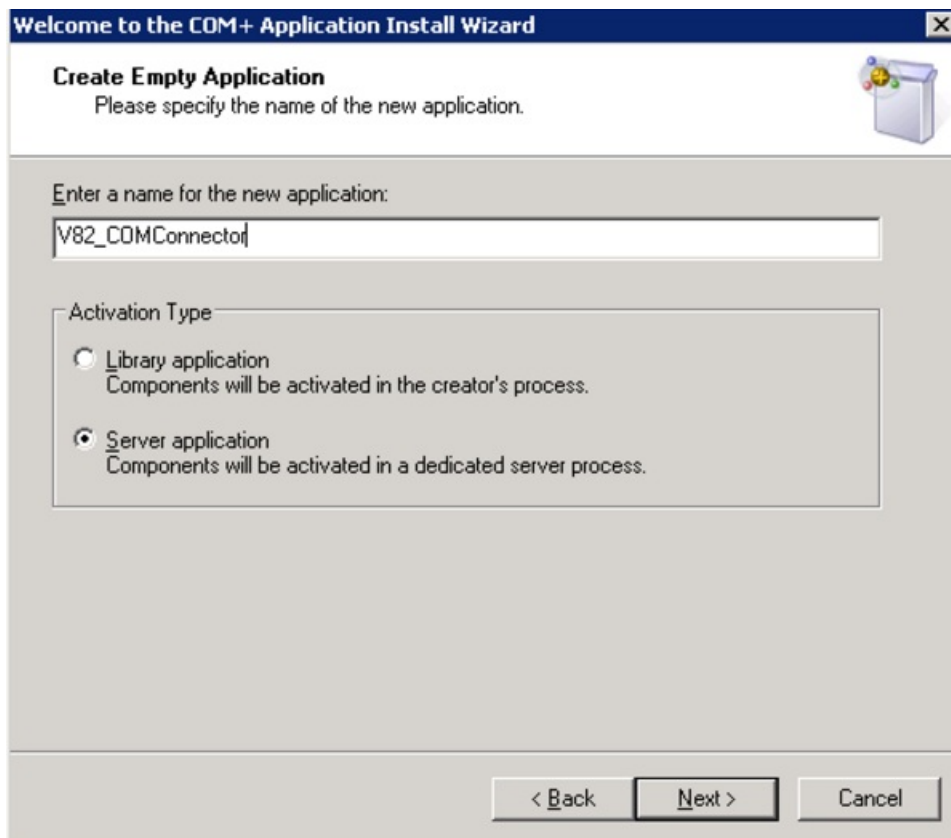 Welcome to the COM+ Application Install Wizard
Create Empty Application
Please specify the name of the new application.
Enter a name for the new application:
V82_COMConnector
Activation Type
Library application
Components will be activated in the creator's process.
Server application
Components will be activated in a dedicated server process.
< Back
Next >
Cancel